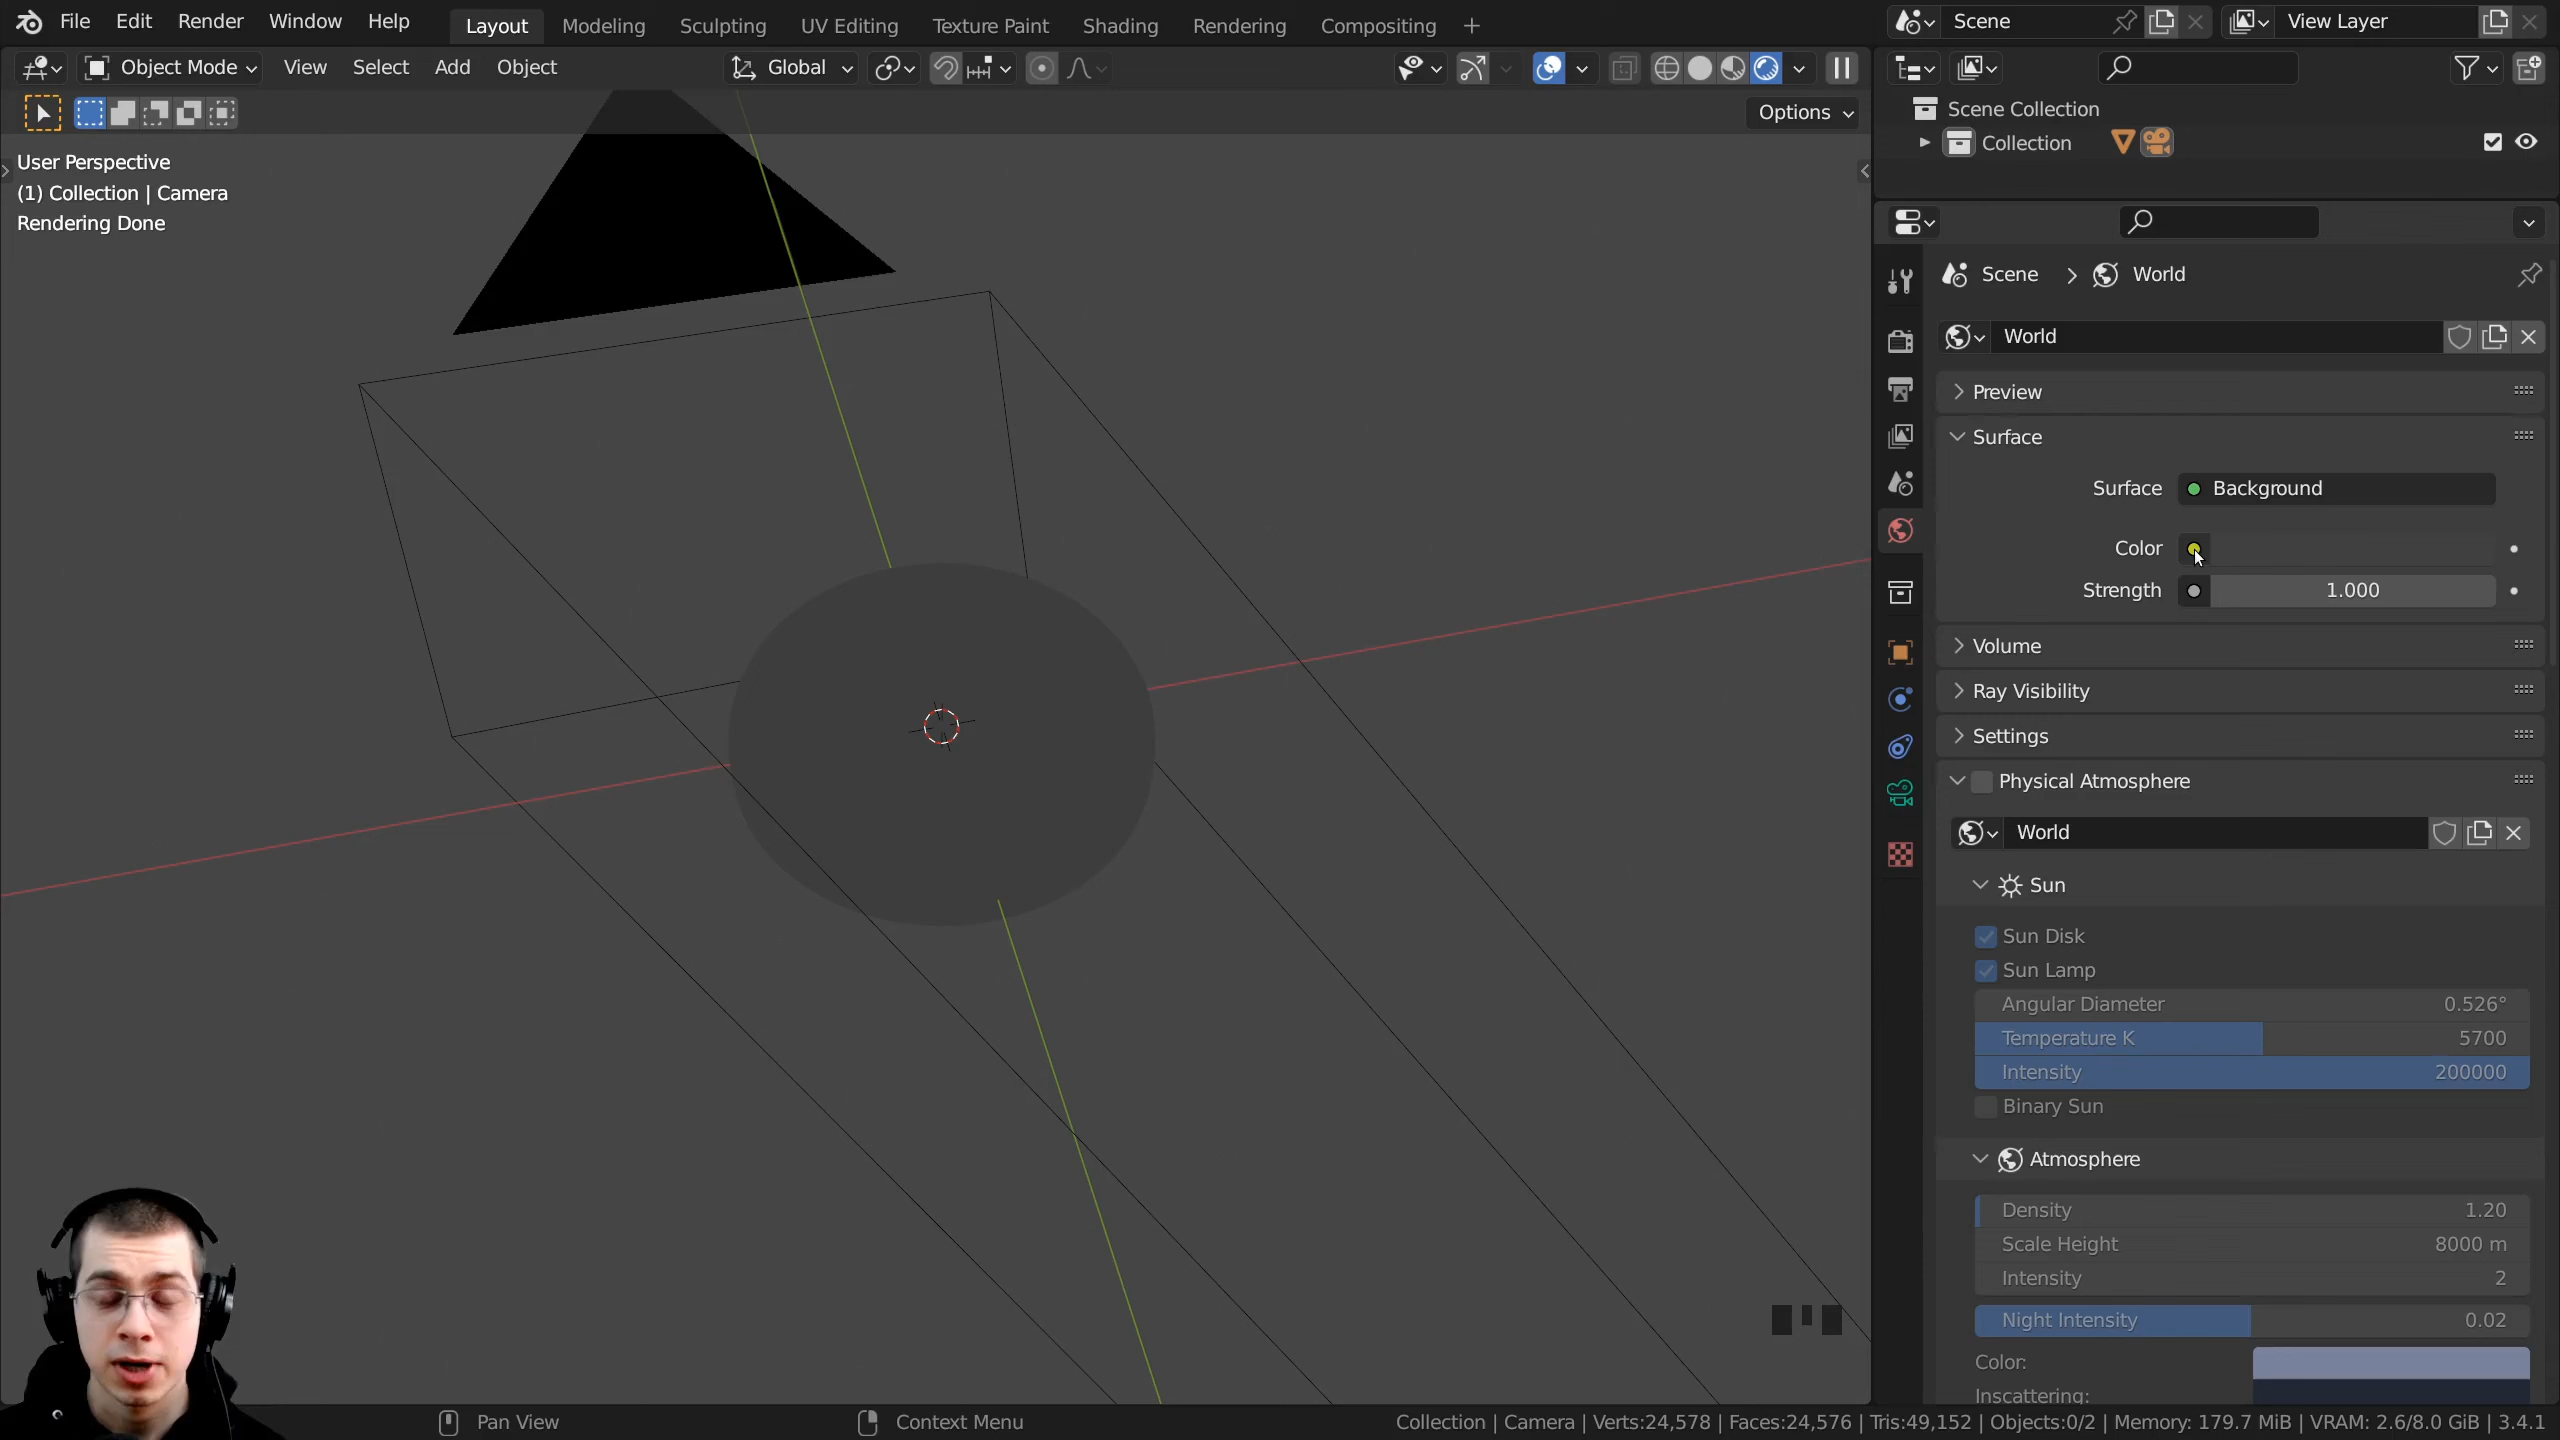 File Edit Render Window Help Layout Modeling Sculpting UV Editing Texture Paint Shading Rendering Compositing + Scene View Layer
Object Mode View Select Add Object Global
Options
User Perspective
(1) Collection | Camera
Rendering Done
Scene Collection
Collection
Scene > World
World
Preview
Surface
Surface Background
Color
Strength 1.000
Volume
Ray Visibility
Settings
Physical Atmosphere
World
Sun
Sun Disk
Sun Lamp
Angular Diameter 0.526°
Temperature K 5700
Intensity 200000
Binary Sun
Atmosphere
Density 1.20
Scale Height 8000 m
Intensity 2
Night Intensity 0.02
Color:
Inscattering:
Pan View Context Menu Collection | Camera | Verts:24,578 | Faces:24,576 | Tris:49,152 | Objects:0/2 | Memory: 179.7 MiB | VRAM: 2.6/8.0 GiB | 3.4.1